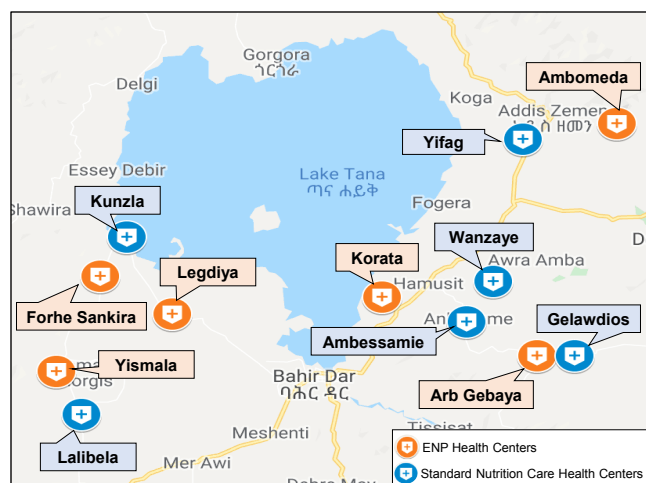 Gorgora
ጎርጎራ
Delgi
Koga
Ambomeda
Addis Zemen
አዲስ ዘመን
Yifag
Lake Tana
ጣና ሐይቅ
Essey Debir
Shawira
Kunzla
Fogera
Wanzaye
Awra Amba
Legdiya
Korata
Hamusit
Forhe Sankira
Ambessamie
Gelawdios
Yismala
Bahir Dar
ባሕር ዳር
Arb Gebaya
Tississat
Meshenti
Lalibela
Mer Awi
ENP Health Centers
Standard Nutrition Care Health Centers